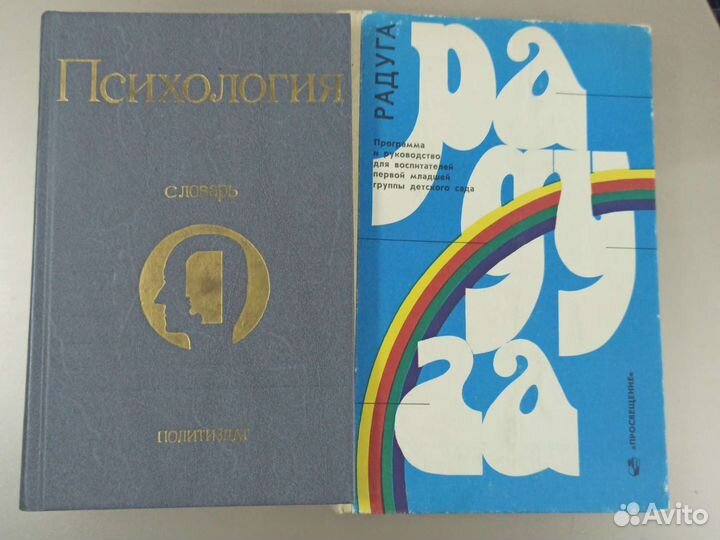 Психология
словарь
ПОЛИТИЗДАТ
РАДУГА
ра
ду
га
Программа
и руководство
для воспитателей
первой младшей
группы детского сада
«ПРОСВЕЩЕНИЕ»
Avito